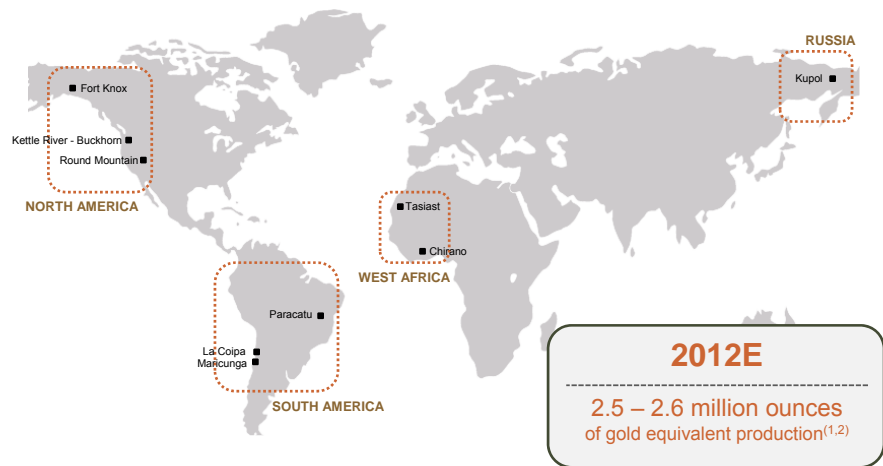 RUSSIA
Kupol
Fort Knox
Kettle River - Buckhorn
Round Mountain
NORTH AMERICA
Tasiast
Chirano
WEST AFRICA
Paracatu
La Coipa
Maricunga
SOUTH AMERICA
2012E
2.5 – 2.6 million ounces
of gold equivalent production(1,2)